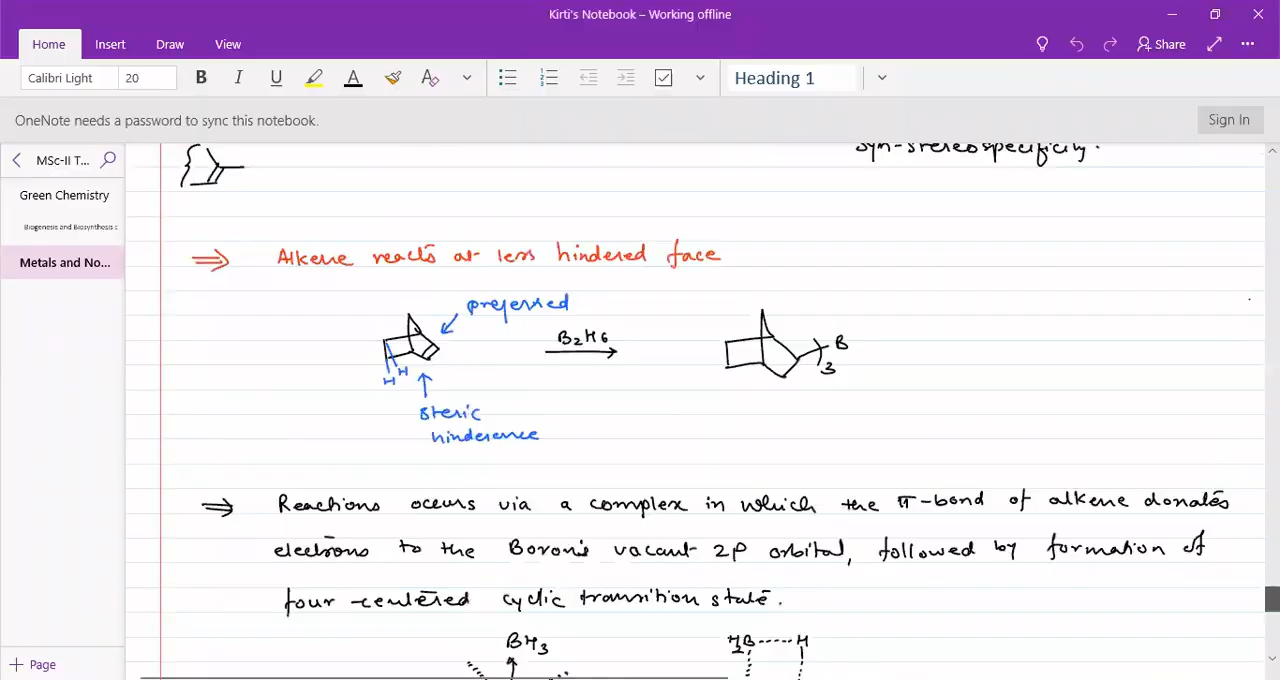 Kirti's Notebook – Working offline
Home Insert Draw View
Share
Calibri Light 20 B I U A A Heading 1
OneNote needs a password to sync this notebook.
Sign In
MSc-II T...
Green Chemistry
Biogenesis and Biosynthesis
Metals and No...
Page
syn-stereospecificity.
⇒ Alkene reacts at less hindered face
preferred
B2H6
B
3
H H
steric
hinderence
⇒ Reactions occurs via a complex in which the π-bond of alkene donates
electrons to the Boron's vacant 2p orbital, followed by formation of
four-centered cyclic transition state.
BH3
H2B ----- H